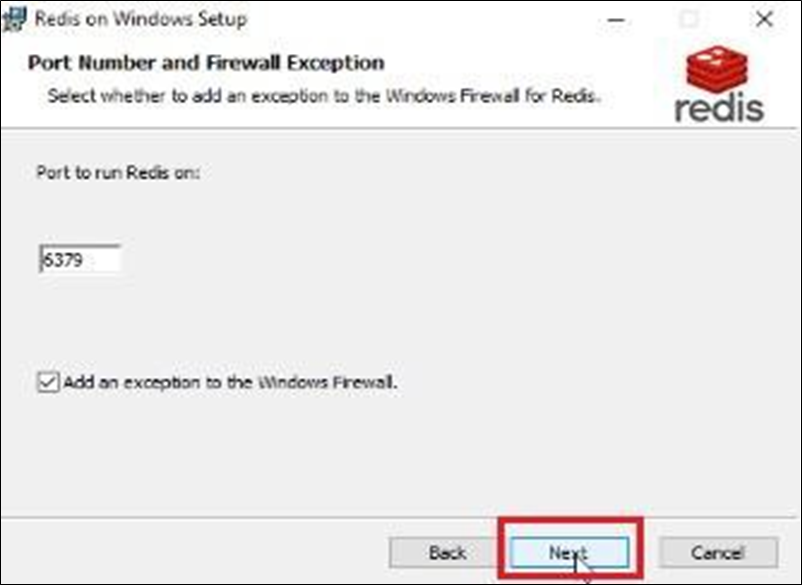 Redis on Windows Setup
Port Number and Firewall Exception
Select whether to add an exception to the Windows Firewall for Redis.
redis
Port to run Redis on:
6379
Add an exception to the Windows Firewall.
Back
Next
Cancel